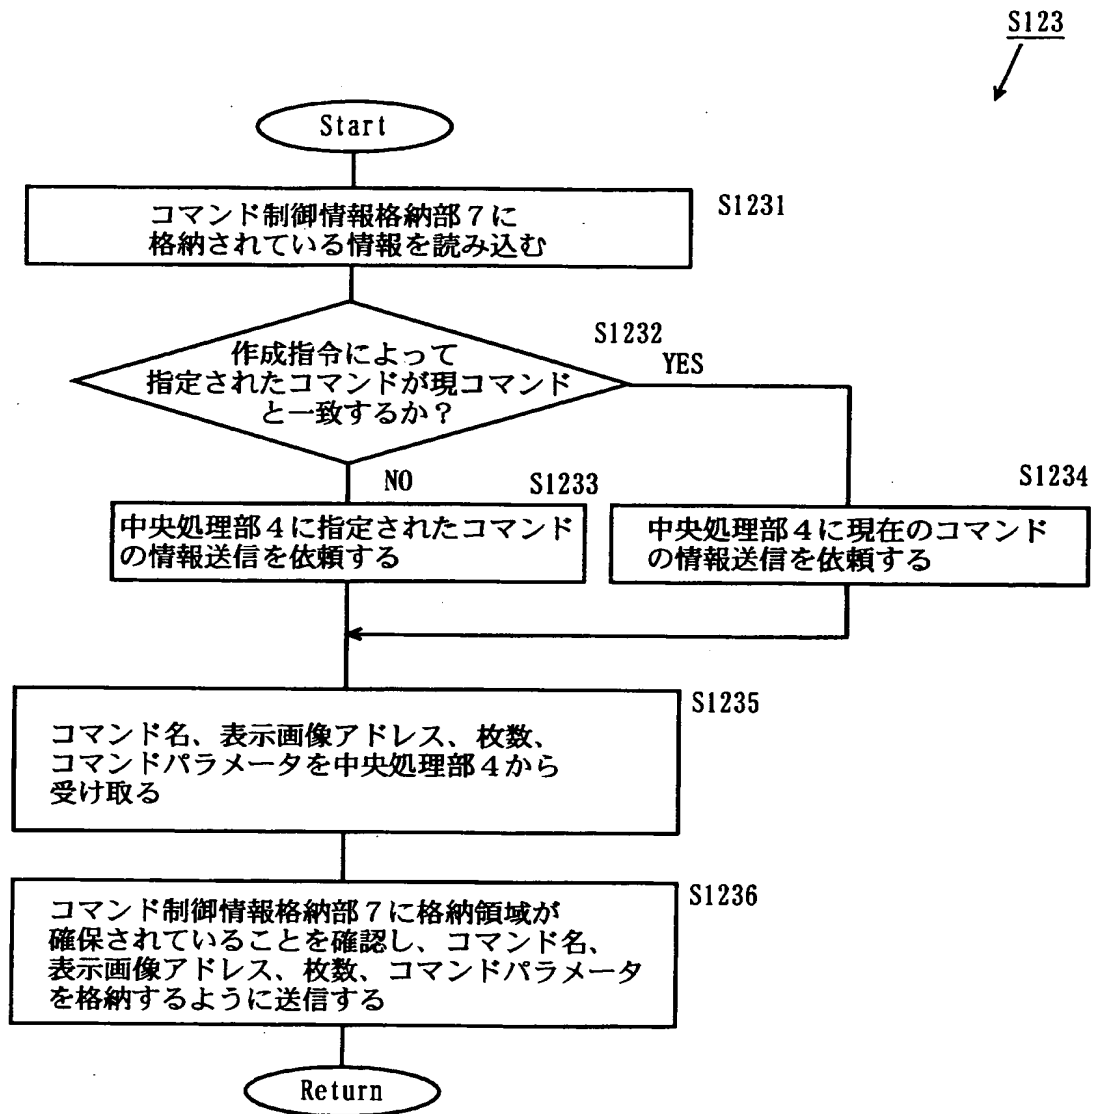 S123
Start
S1231
コマンド制御情報格納部7に
格納されている情報を読み込む
S1232
作成指令によって
指定されたコマンドが現コマンド
と一致するか?
YES
NO
S1233
中央処理部4に指定されたコマンド
の情報送信を依頼する
S1234
中央処理部4に現在のコマンド
の情報送信を依頼する
S1235
コマンド名、表示画像アドレス、枚数、
コマンドパラメータを中央処理部4から
受け取る
S1236
コマンド制御情報格納部7に格納領域が
確保されていることを確認し、コマンド名、
表示画像アドレス、枚数、コマンドパラメータ
を格納するように送信する
Return